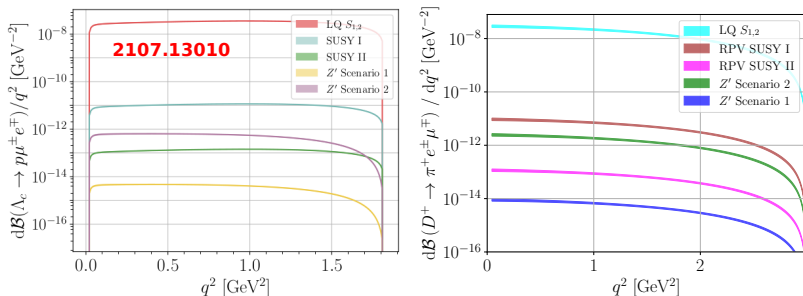 dℬ(Λc → pμ±e∓)/q² [GeV⁻²]
10⁻⁸
10⁻¹⁰
10⁻¹²
10⁻¹⁴
10⁻¹⁶
2107.13010
LQ S₁,₂
SUSY I
SUSY II
Z′ Scenario 1
Z′ Scenario 2
0.0 0.5 1.0 1.5
q² [GeV²]
dℬ(D⁺ → π⁺e±μ∓) / dq² [GeV⁻²]
10⁻⁸
10⁻¹⁰
10⁻¹²
10⁻¹⁴
10⁻¹⁶
LQ S₁,₂
RPV SUSY I
RPV SUSY II
Z′ Scenario 2
Z′ Scenario 1
0 1 2
q² [GeV²]